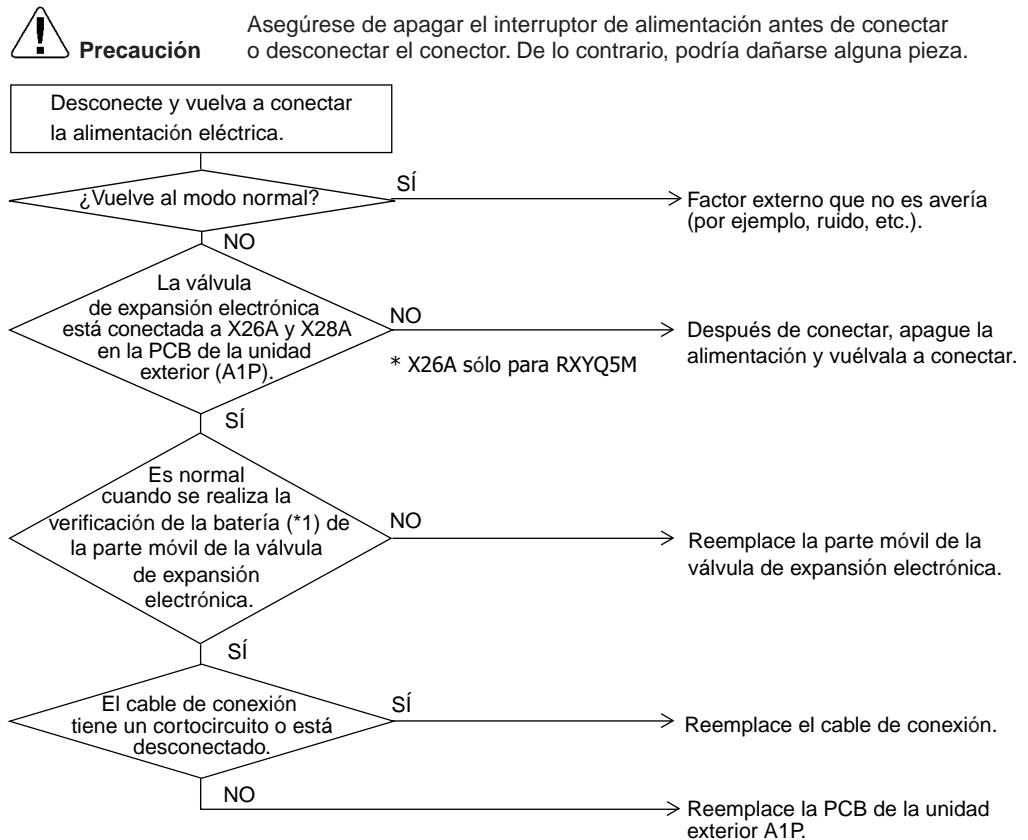 Precaución
Asegúrese de apagar el interruptor de alimentación antes de conectar
o desconectar el conector. De lo contrario, podría dañarse alguna pieza.
Desconecte y vuelva a conectar
la alimentación eléctrica.
¿Vuelve al modo normal?
SÍ
Factor externo que no es avería
(por ejemplo, ruido, etc.).
NO
La válvula
de expansión electrónica
está conectada a X26A y X28A
en la PCB de la unidad
exterior (A1P).
NO
* X26A sólo para RXYQ5M
Después de conectar, apague la
alimentación y vuélvala a conectar.
SÍ
Es normal
cuando se realiza la
verificación de la batería (*1) de
la parte móvil de la válvula
de expansión
electrónica.
NO
Reemplace la parte móvil de la
válvula de expansión electrónica.
SÍ
El cable de conexión
tiene un cortocircuito o está
desconectado.
SÍ
Reemplace el cable de conexión.
NO
Reemplace la PCB de la unidad
exterior A1P.